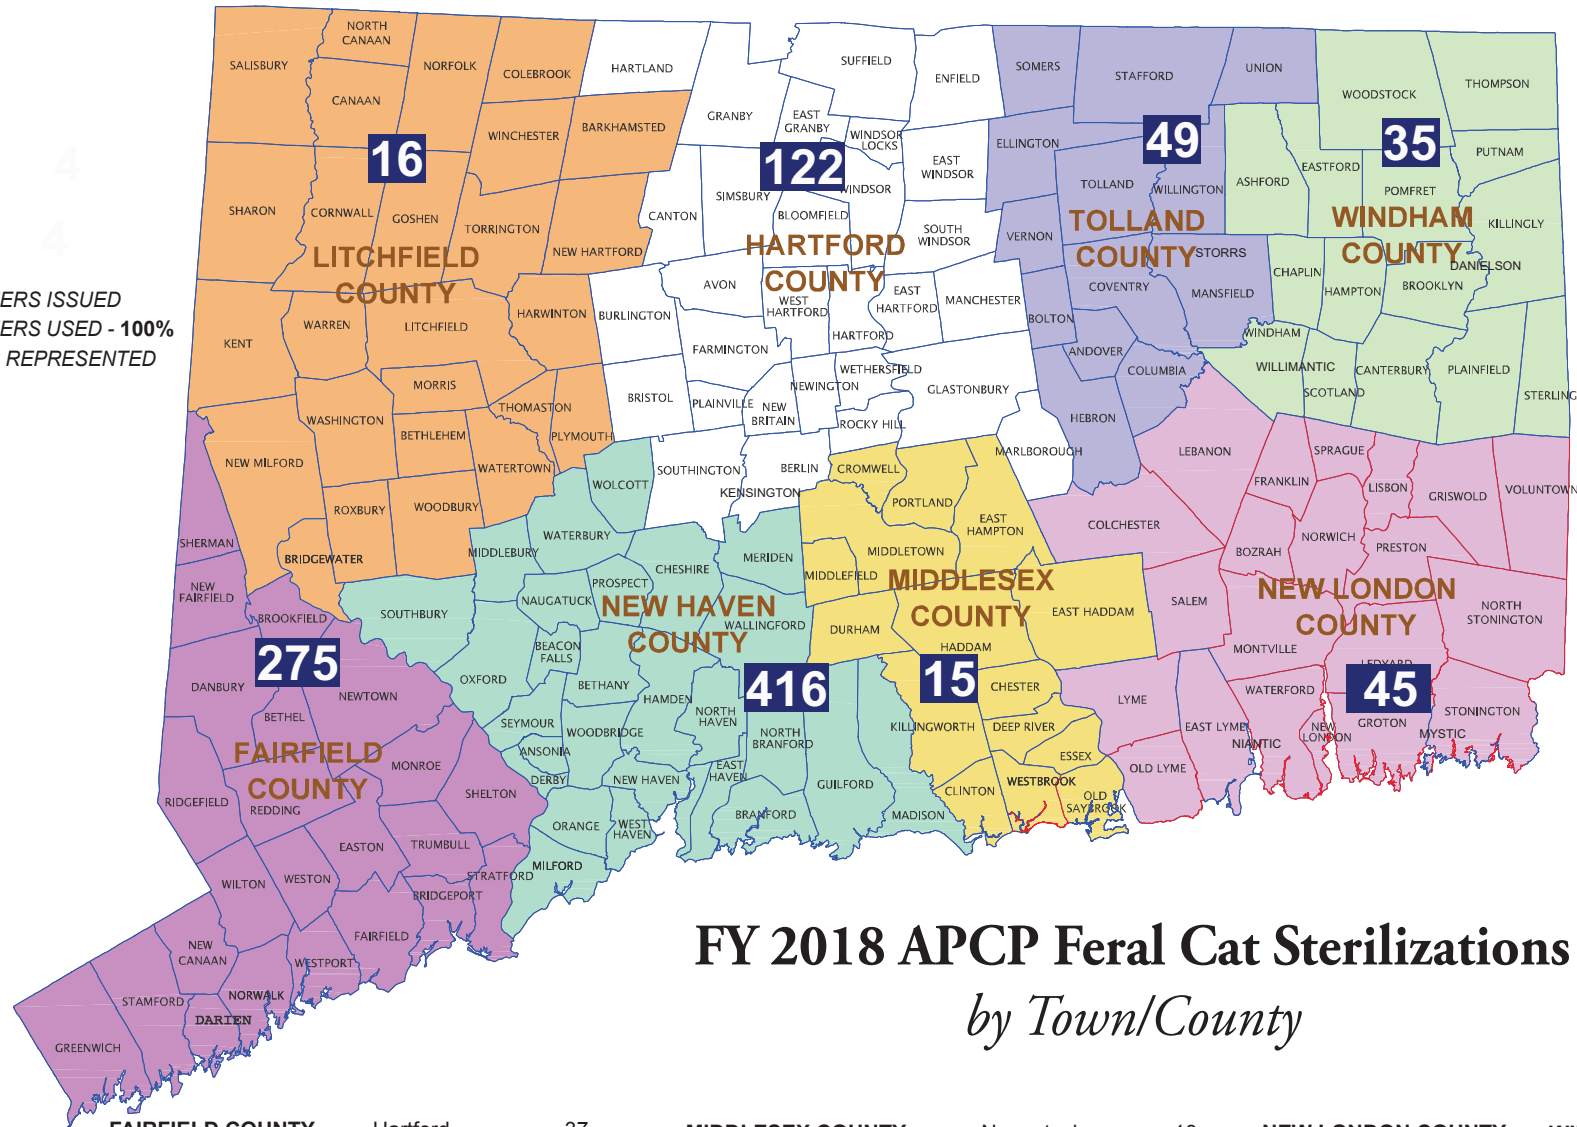 NORTH
CANAAN
SALISBURY
NORFOLK
COLEBROOK
HARTLAND
SUFFIELD
ENFIELD
SOMERS
STAFFORD
UNION
WOODSTOCK
THOMPSON
CANAAN
WINCHESTER
BARKHAMSTED
GRANBY
EAST
GRANBY
WINDSOR
LOCKS
EAST
WINDSOR
ELLINGTON
49
35
16
122
PUTNAM
EASTFORD
ASHFORD
POMFRET
TOLLAND
WILLINGTON
WINDSOR
SIMSBURY
SHARON
CORNWALL
GOSHEN
TORRINGTON
NEW HARTFORD
CANTON
BLOOMFIELD
SOUTH
WINDSOR
VERNON
KILLINGLY
LITCHFIELD
COUNTY
HARTFORD
COUNTY
TOLLAND
COUNTY
WINDHAM
COUNTY
STORRS
DANIELSON
CHAPLIN
HAMPTON
BROOKLYN
COVENTRY
MANSFIELD
AVON
WEST
HARTFORD
EAST
HARTFORD
MANCHESTER
4
4
ERS ISSUED
ERS USED - 100%
REPRESENTED
KENT
WARREN
LITCHFIELD
HARWINTON
BURLINGTON
HARTFORD
BOLTON
WINDHAM
ANDOVER
COLUMBIA
WILLIMANTIC
SCOTLAND
CANTERBURY
PLAINFIELD
STERLING
FARMINGTON
WETHERSFIELD
NEWINGTON
GLASTONBURY
MORRIS
BRISTOL
PLAINVILLE
NEW
BRITAIN
ROCKY HILL
HEBRON
WASHINGTON
THOMASTON
BETHLEHEM
PLYMOUTH
MARLBOROUGH
LEBANON
SPRAGUE
NEW MILFORD
WATERTOWN
WOLCOTT
SOUTHINGTON
BERLIN
KENSINGTON
CROMWELL
PORTLAND
EAST
HAMPTON
FRANKLIN
LISBON
GRISWOLD
VOLUNTOWN
ROXBURY
WOODBURY
COLCHESTER
NORWICH
BOZRAH
PRESTON
SHERMAN
BRIDGEWATER
MIDDLEBURY
WATERBURY
MERIDEN
MIDDLETOWN
MIDDLEFIELD
CHESHIRE
PROSPECT
NEW
FAIRFIELD
NAUGATUCK
SOUTHBURY
NEW HAVEN
COUNTY
WALLINGFORD
MIDDLESEX
COUNTY
EAST HADDAM
SALEM
NEW LONDON
COUNTY
NORTH
STONINGTON
BROOKFIELD
DURHAM
HADDAM
MONTVILLE
LEDYARD
275
416
15
45
BEACON
FALLS
OXFORD
BETHANY
HAMDEN
DANBURY
NEWTOWN
BETHEL
CHESTER
LYME
WATERFORD
STONINGTON
GROTON
MYSTIC
NEW
LONDON
NIANTIC
EAST LYME
SEYMOUR
WOODBRIDGE
NORTH
HAVEN
NORTH
BRANFORD
KILLINGWORTH
DEEP RIVER
ESSEX
ANSONIA
DERBY
NEW HAVEN
EAST
HAVEN
GUILFORD
FAIRFIELD
COUNTY
MONROE
SHELTON
CLINTON
WESTBROOK
OLD
SAYBROOK
OLD LYME
RIDGEFIELD
REDDING
ORANGE
WEST
HAVEN
BRANFORD
MADISON
EASTON
TRUMBULL
MILFORD
STRATFORD
WILTON
WESTON
BRIDGEPORT
FAIRFIELD
NEW
CANAAN
WESTPORT
STAMFORD
NORWALK
DARIEN
GREENWICH
FY 2018 APCP Feral Cat Sterilizations
by Town/County